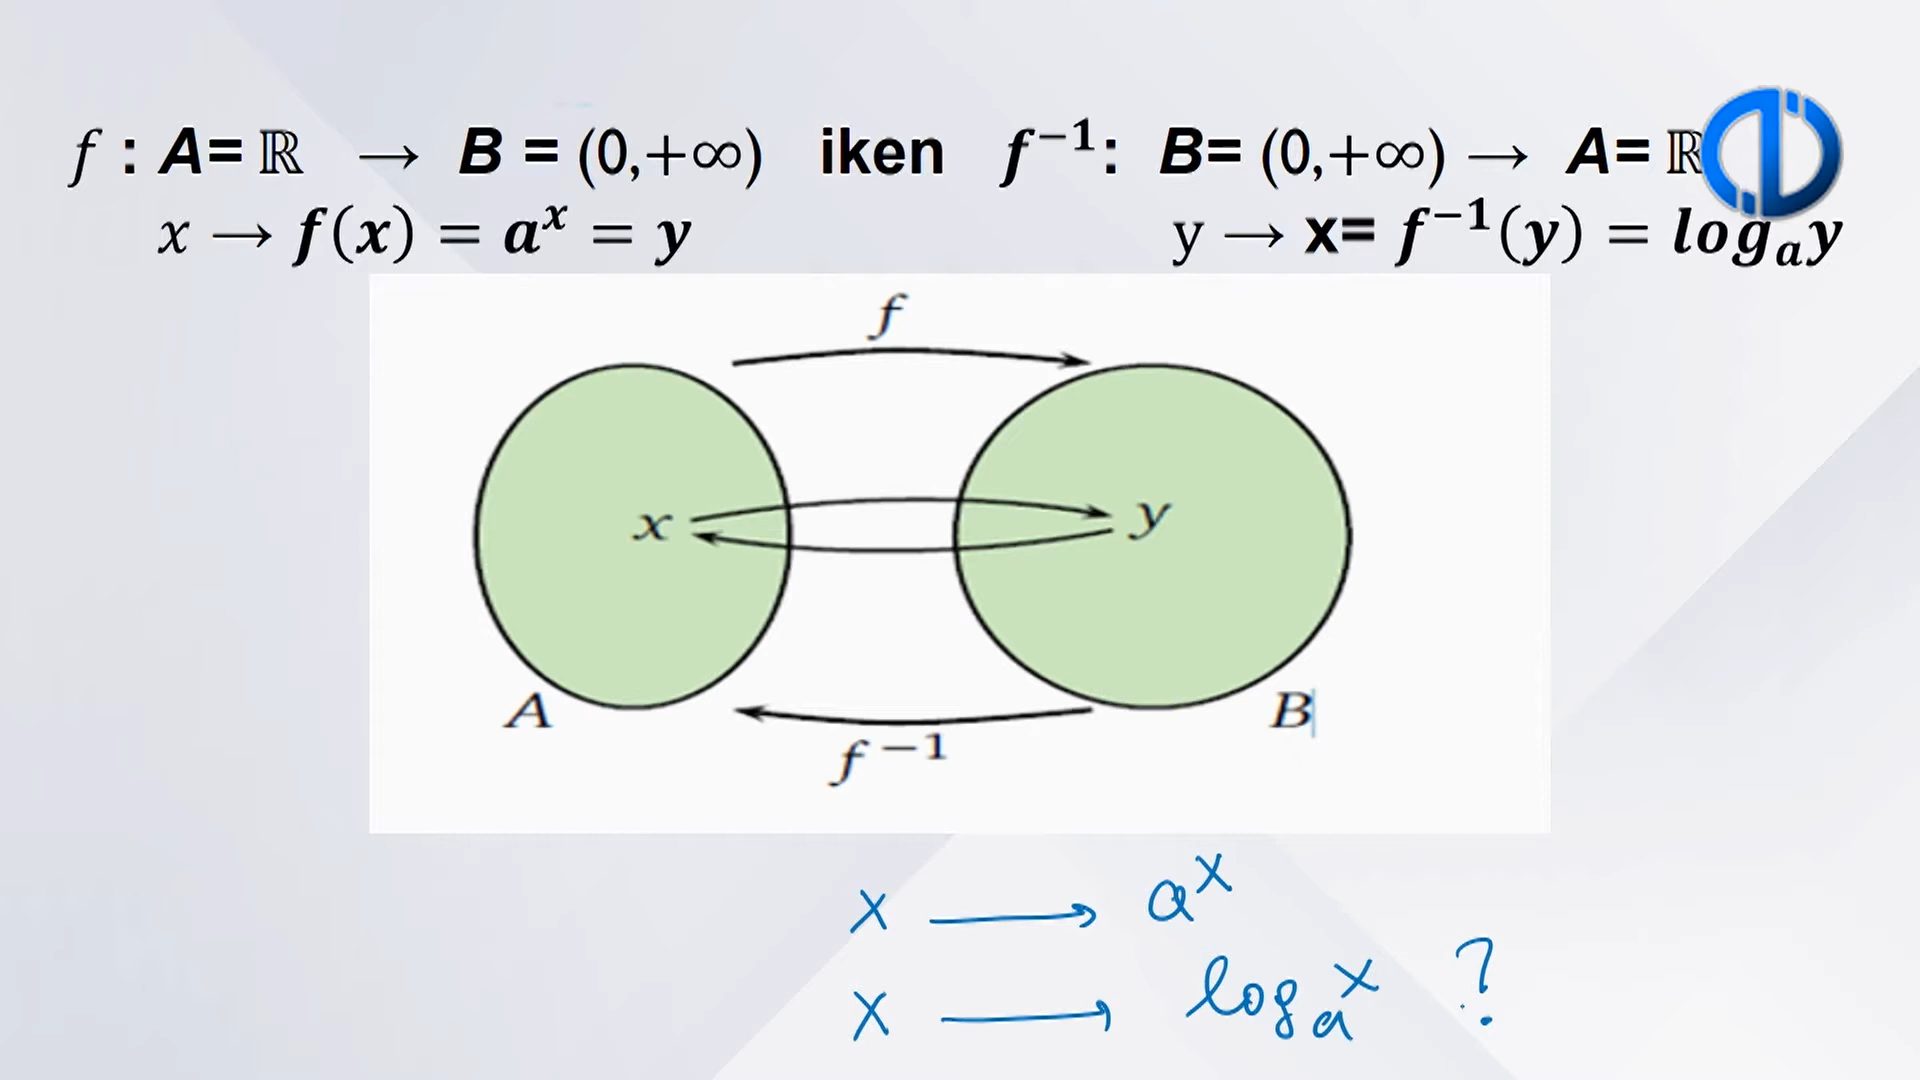 f : A= ℝ → B = (0,+∞) iken f⁻¹: B= (0,+∞) → A= ℝ
x → f(x) = aˣ = y y → x= f⁻¹(y) = logₐy
f
x y
A B
f⁻¹
x → aˣ
x → logₐx ?